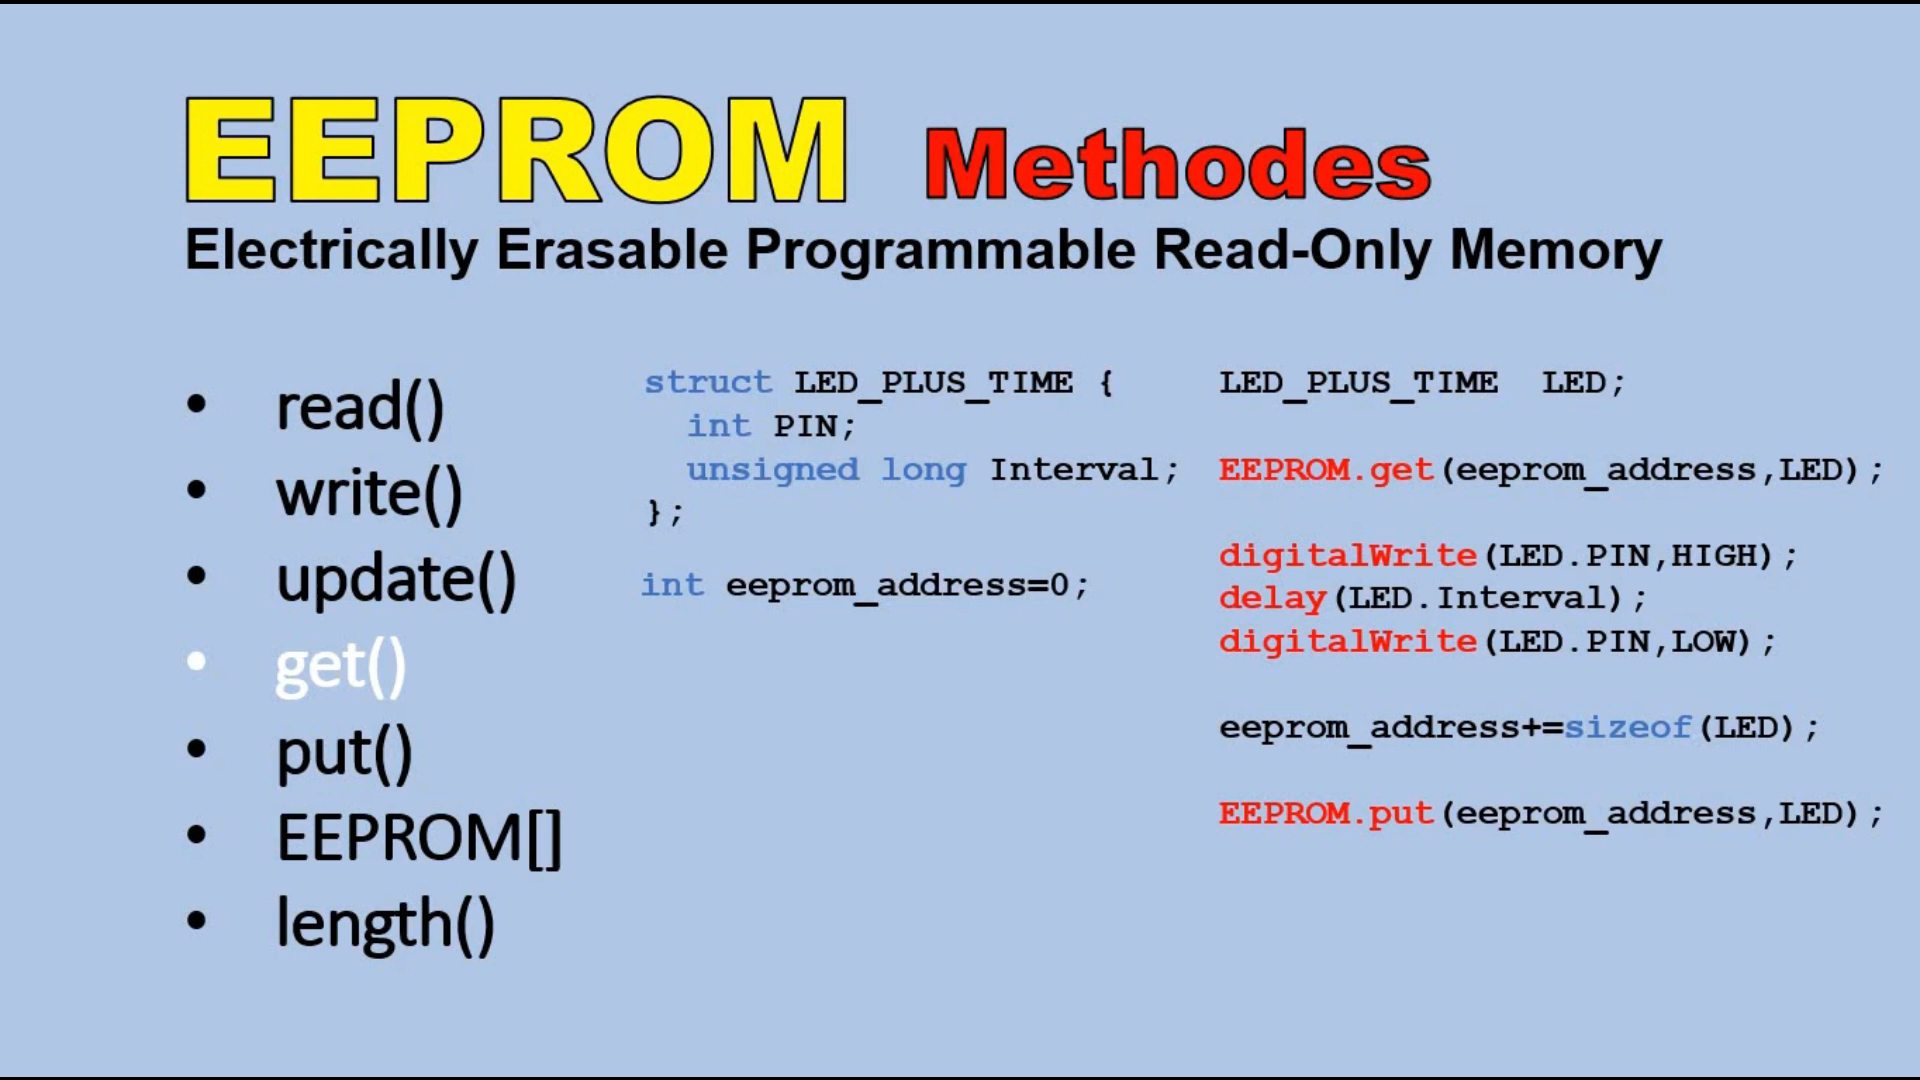 EEPROM Methodes
Electrically Erasable Programmable Read-Only Memory
• read()
• write()
• update()
• get()
• put()
• EEPROM[]
• length()
struct LED_PLUS_TIME {
int PIN;
unsigned long Interval;
};
int eeprom_address=0;
LED_PLUS_TIME LED;
EEPROM.get(eeprom_address,LED);
digitalWrite(LED.PIN,HIGH);
delay(LED.Interval);
digitalWrite(LED.PIN,LOW);
eeprom_address+=sizeof(LED);
EEPROM.put(eeprom_address,LED);